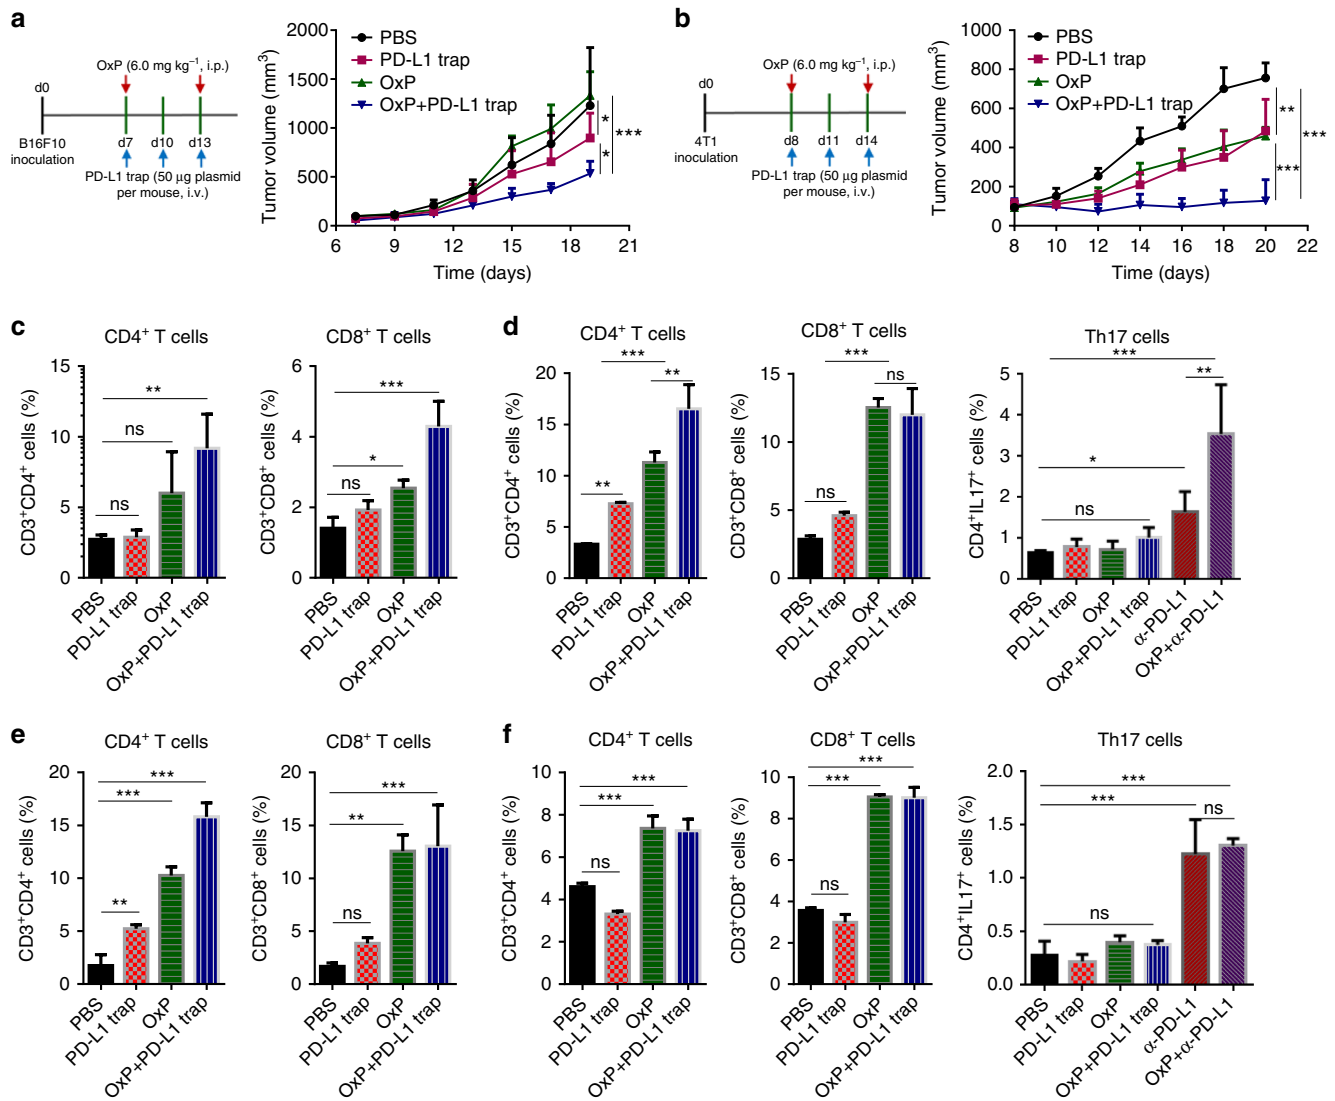 a
OxP (6.0 mg kg⁻¹, i.p.)
d0
B16F10
inoculation
d7
d10
d13
PD-L1 trap (50 μg plasmid
per mouse, i.v.)
Tumor volume (mm³)
2000
1500
1000
500
0
6
9
12
15
18
21
Time (days)
PBS
PD-L1 trap
OxP
OxP+PD-L1 trap
*
*
***
b
OxP (6.0 mg kg⁻¹, i.p.)
d0
4T1
inoculation
d8
d11
d14
PD-L1 trap (50 μg plasmid
per mouse, i.v.)
Tumor volume (mm³)
1000
800
600
400
200
0
8
10
12
14
16
18
20
22
Time (days)
PBS
PD-L1 trap
OxP
OxP+PD-L1 trap
**
***
***
c
CD4⁺ T cells
CD3⁺CD4⁺ cells (%)
15
10
5
0
**
ns
ns
PBS
PD-L1 trap
OxP
OxP+PD-L1 trap
CD8⁺ T cells
CD3⁺CD8⁺ cells (%)
6
4
2
0
***
*
ns
PBS
PD-L1 trap
OxP
OxP+PD-L1 trap
d
CD4⁺ T cells
CD3⁺CD4⁺ cells (%)
20
15
10
5
0
***
**
**
PBS
PD-L1 trap
OxP
OxP+PD-L1 trap
CD8⁺ T cells
CD3⁺CD8⁺ cells (%)
15
10
5
0
***
ns
ns
PBS
PD-L1 trap
OxP
OxP+PD-L1 trap
Th17 cells
CD4⁺IL17⁺ cells (%)
5
4
3
2
1
0
***
**
*
ns
PBS
PD-L1 trap
OxP
OxP+PD-L1 trap
α-PD-L1
OxP+α-PD-L1
e
CD4⁺ T cells
CD3⁺CD4⁺ cells (%)
20
15
10
5
0
***
***
**
PBS
PD-L1 trap
OxP
OxP+PD-L1 trap
CD8⁺ T cells
CD3⁺CD8⁺ cells (%)
20
15
10
5
0
***
**
ns
PBS
PD-L1 trap
OxP
OxP+PD-L1 trap
f
CD4⁺ T cells
CD3⁺CD4⁺ cells (%)
10
8
6
4
2
0
***
***
ns
PBS
PD-L1 trap
OxP
OxP+PD-L1 trap
CD8⁺ T cells
CD3⁺CD8⁺ cells (%)
10
8
6
4
2
0
***
***
ns
PBS
PD-L1 trap
OxP
OxP+PD-L1 trap
Th17 cells
CD4⁺IL17⁺ cells (%)
2.0
1.5
1.0
0.5
0.0
***
***
ns
ns
PBS
PD-L1 trap
OxP
OxP+PD-L1 trap
α-PD-L1
OxP+α-PD-L1